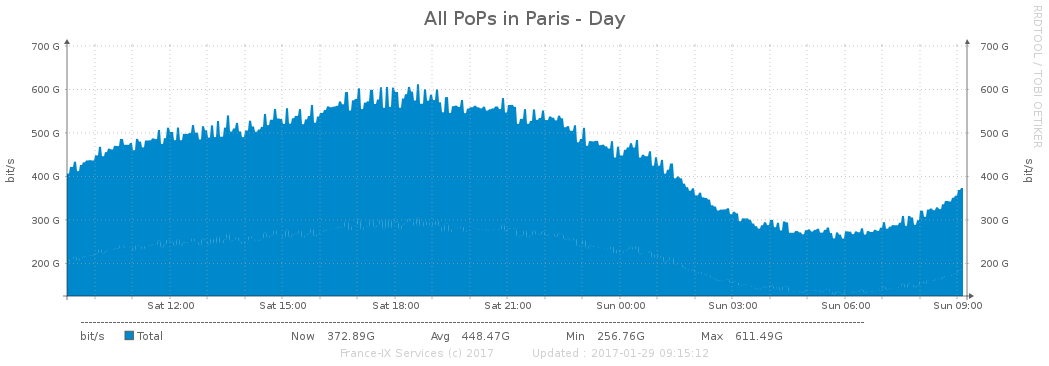 All PoPs in Paris - Day
RRDTOOL / TOBI OETIKER
bit/s
700 G
600 G
500 G
400 G
300 G
200 G
700 G
600 G
500 G
400 G
300 G
200 G
bit/s
Sat 12:00 Sat 15:00 Sat 18:00 Sat 21:00 Sun 00:00 Sun 03:00 Sun 06:00 Sun 09:00
bit/s Total Now 372.89G Avg 448.47G Min 256.76G Max 611.49G
France-IX Services (c) 2017 Updated : 2017-01-29 09:15:12